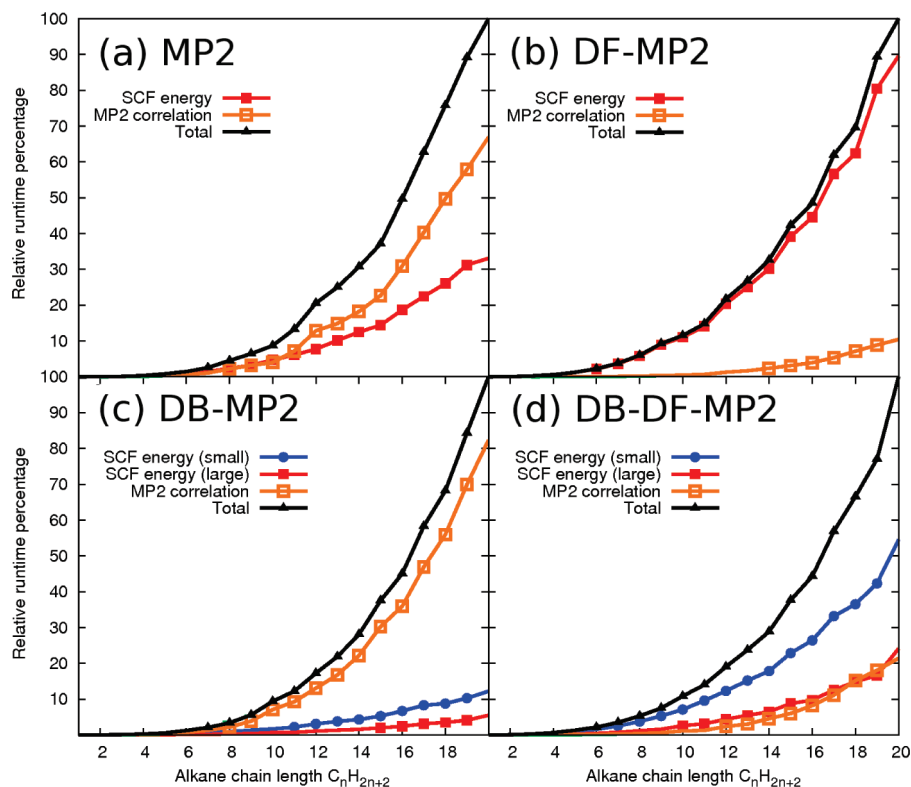 (a) MP2
SCF energy
MP2 correlation
Total
Relative runtime percentage
100
90
80
70
60
50
40
30
20
10
(b) DF-MP2
SCF energy
MP2 correlation
Total
100
(c) DB-MP2
SCF energy (small)
SCF energy (large)
MP2 correlation
Total
Relative runtime percentage
90
80
70
60
50
40
30
20
10
2 4 6 8 10 12 14 16 18
Alkane chain length CnH2n+2
(d) DB-DF-MP2
SCF energy (small)
SCF energy (large)
MP2 correlation
Total
2 4 6 8 10 12 14 16 18 20
Alkane chain length CnH2n+2